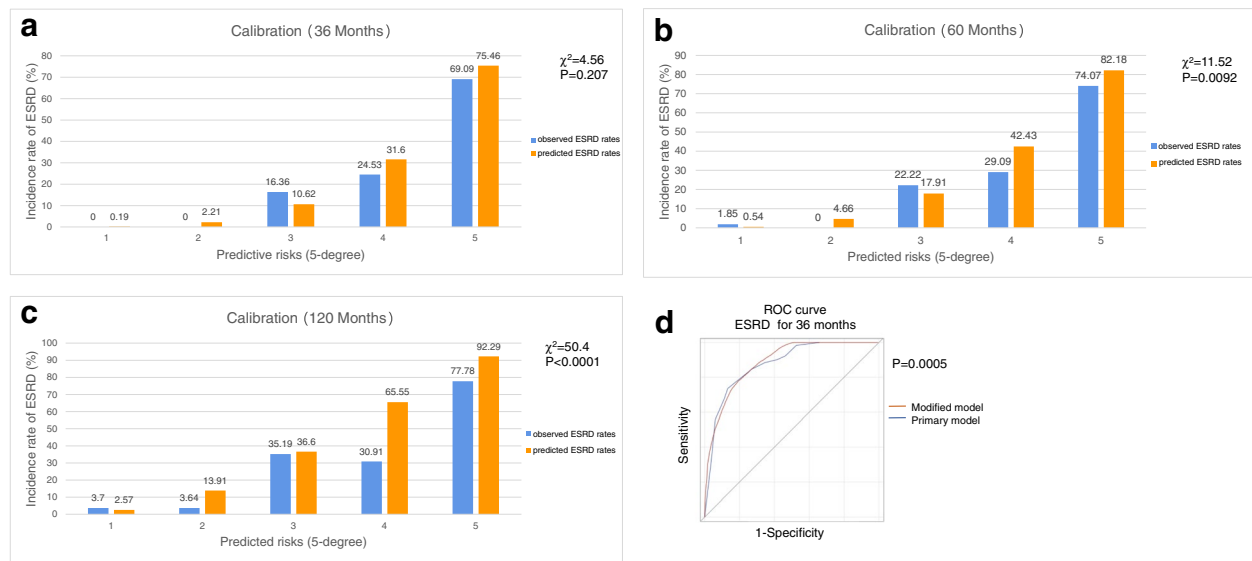 a
Calibration (36 Months)
χ²=4.56
P=0.207
Incidence rate of ESRD (%)
80
70
60
50
40
30
20
10
0
0 0.19
0 2.21
16.36 10.62
24.53 31.6
69.09 75.46
1 2 3 4 5
Predictive risks (5-degree)
observed ESRD rates
predicted ESRD rates
b
Calibration (60 Months)
χ²=11.52
P=0.0092
Incidence rate of ESRD (%)
90
80
70
60
50
40
30
20
10
0
1.85 0.54
0 4.66
22.22 17.91
29.09 42.43
74.07 82.18
1 2 3 4 5
Predicted risks (5-degree)
observed ESRD rates
predicted ESRD rates
c
Calibration (120 Months)
χ²=50.4
P<0.0001
Incidence rate of ESRD (%)
100
90
80
70
60
50
40
30
20
10
0
3.7 2.57
3.64 13.91
35.19 36.6
30.91 65.55
77.78 92.29
1 2 3 4 5
Predicted risks (5-degree)
observed ESRD rates
predicted ESRD rates
d
ROC curve
ESRD for 36 months
P=0.0005
Sensitivity
Modified model
Primary model
1-Specificity